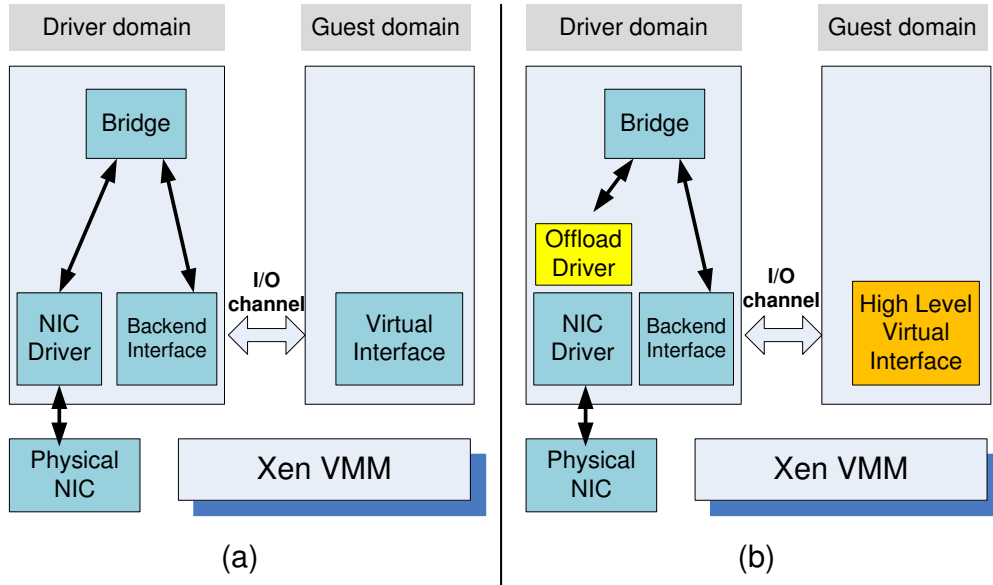 Driver domain
Guest domain
Bridge
I/O
channel
NIC
Driver
Backend
Interface
Virtual
Interface
Physical
NIC
Xen VMM
(a)
Driver domain
Guest domain
Bridge
Offload
Driver
I/O
channel
NIC
Driver
Backend
Interface
High Level
Virtual
Interface
Physical
NIC
Xen VMM
(b)